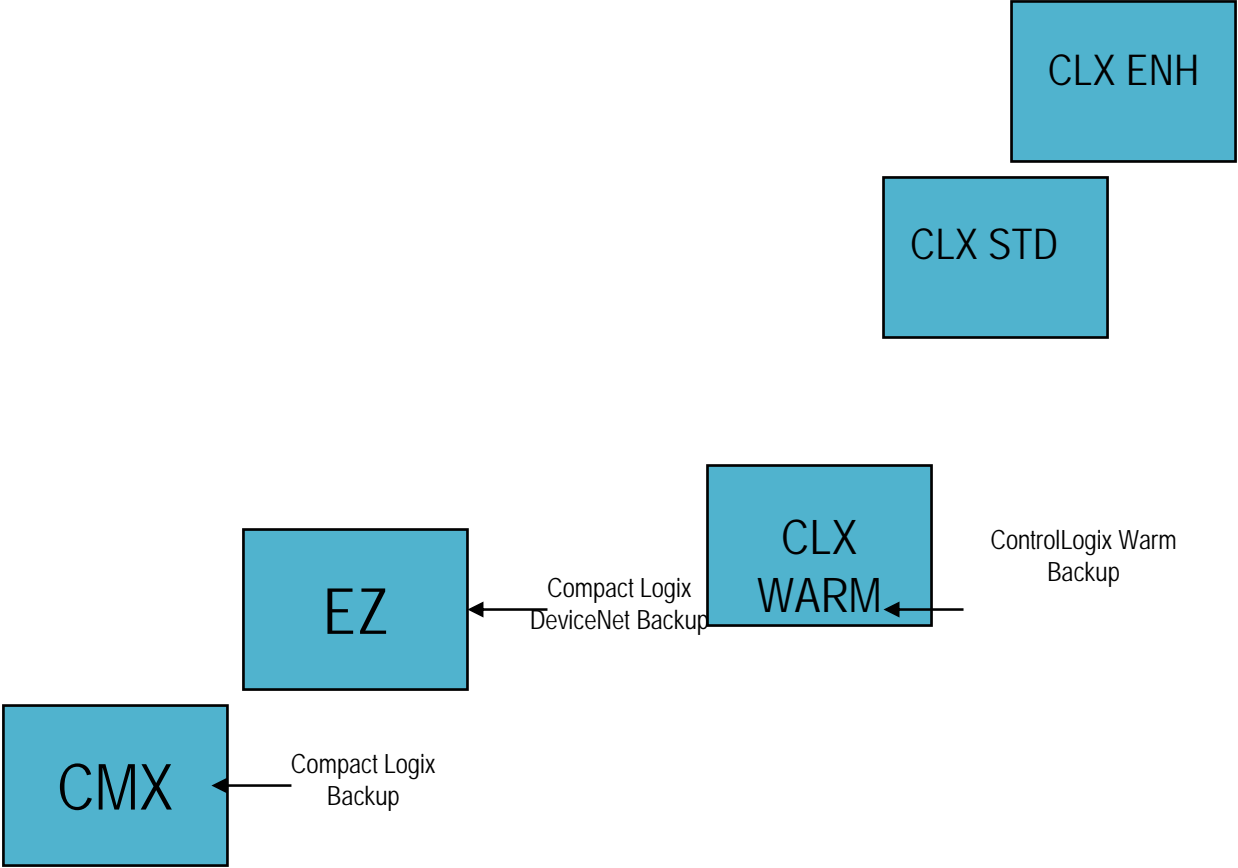 CLX ENH
CLX STD
CLX
WARM
ControlLogix Warm
Backup
EZ
Compact Logix
DeviceNet Backup
CMX
Compact Logix
Backup